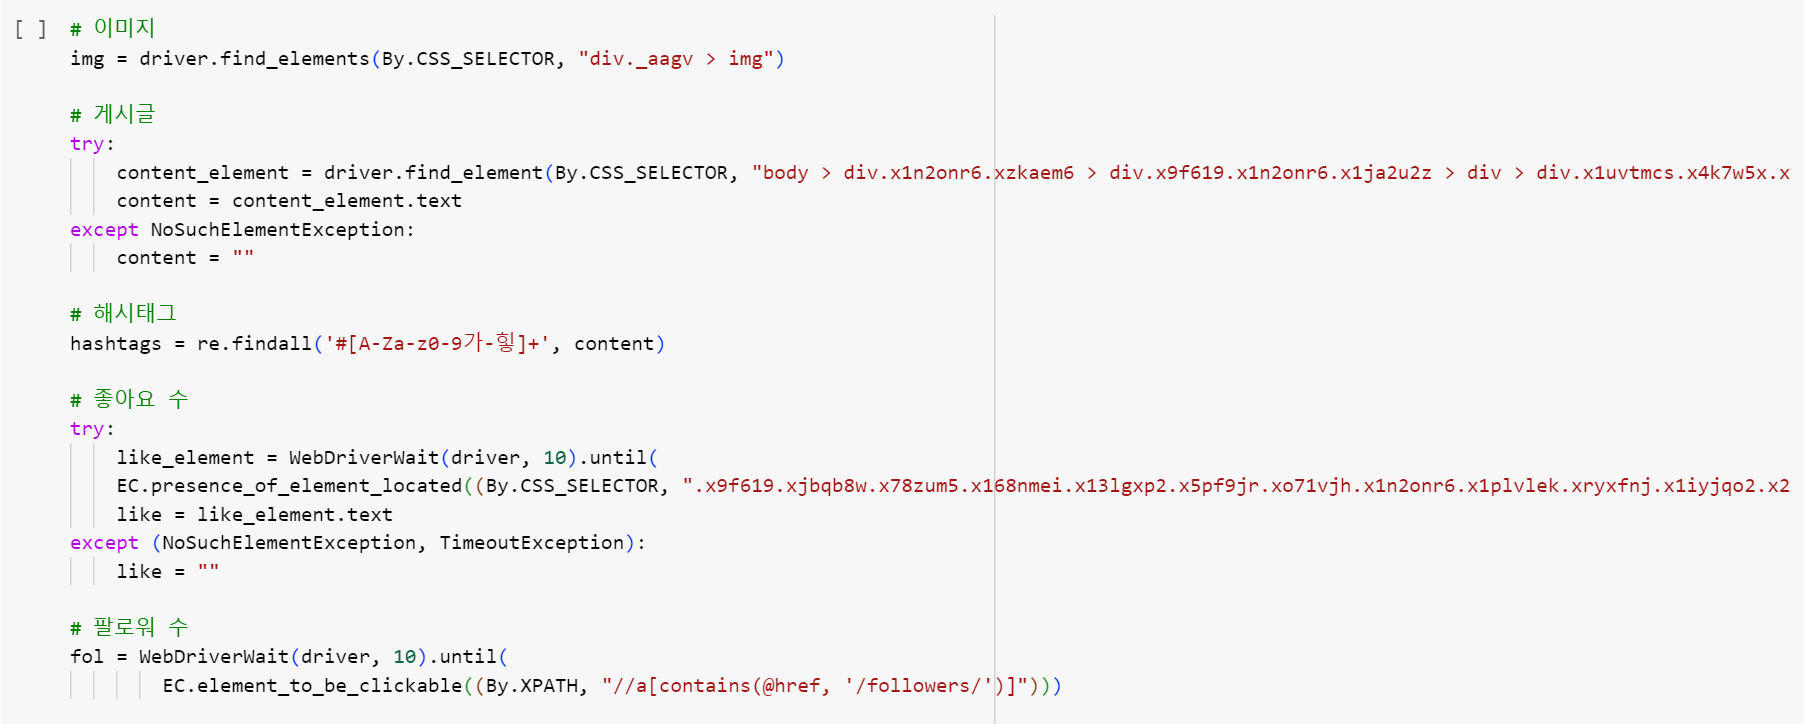 [ ] # 이미지
img = driver.find_elements(By.CSS_SELECTOR, "div._aagv > img")
# 게시글
try:
content_element = driver.find_element(By.CSS_SELECTOR, "body > div.x1n2onr6.xzkaem6 > div.x9f619.x1n2onr6.x1ja2u2z > div > div.x1uvtmcs.x4k7w5x.x
content = content_element.text
except NoSuchElementException:
content = ""
# 해시태그
hashtags = re.findall('#[A-Za-z0-9가-힣]+', content)
# 좋아요 수
try:
like_element = WebDriverWait(driver, 10).until(
EC.presence_of_element_located((By.CSS_SELECTOR, ".x9f619.xjbqb8w.x78zum5.x168nmei.x13lgxp2.x5pf9jr.xo71vjh.x1n2onr6.x1plvlek.xryxfnj.x1iyjqo2.x2
like = like_element.text
except (NoSuchElementException, TimeoutException):
like = ""
# 팔로워 수
fol = WebDriverWait(driver, 10).until(
EC.element_to_be_clickable((By.XPATH, "//a[contains(@href, '/followers/')]")))